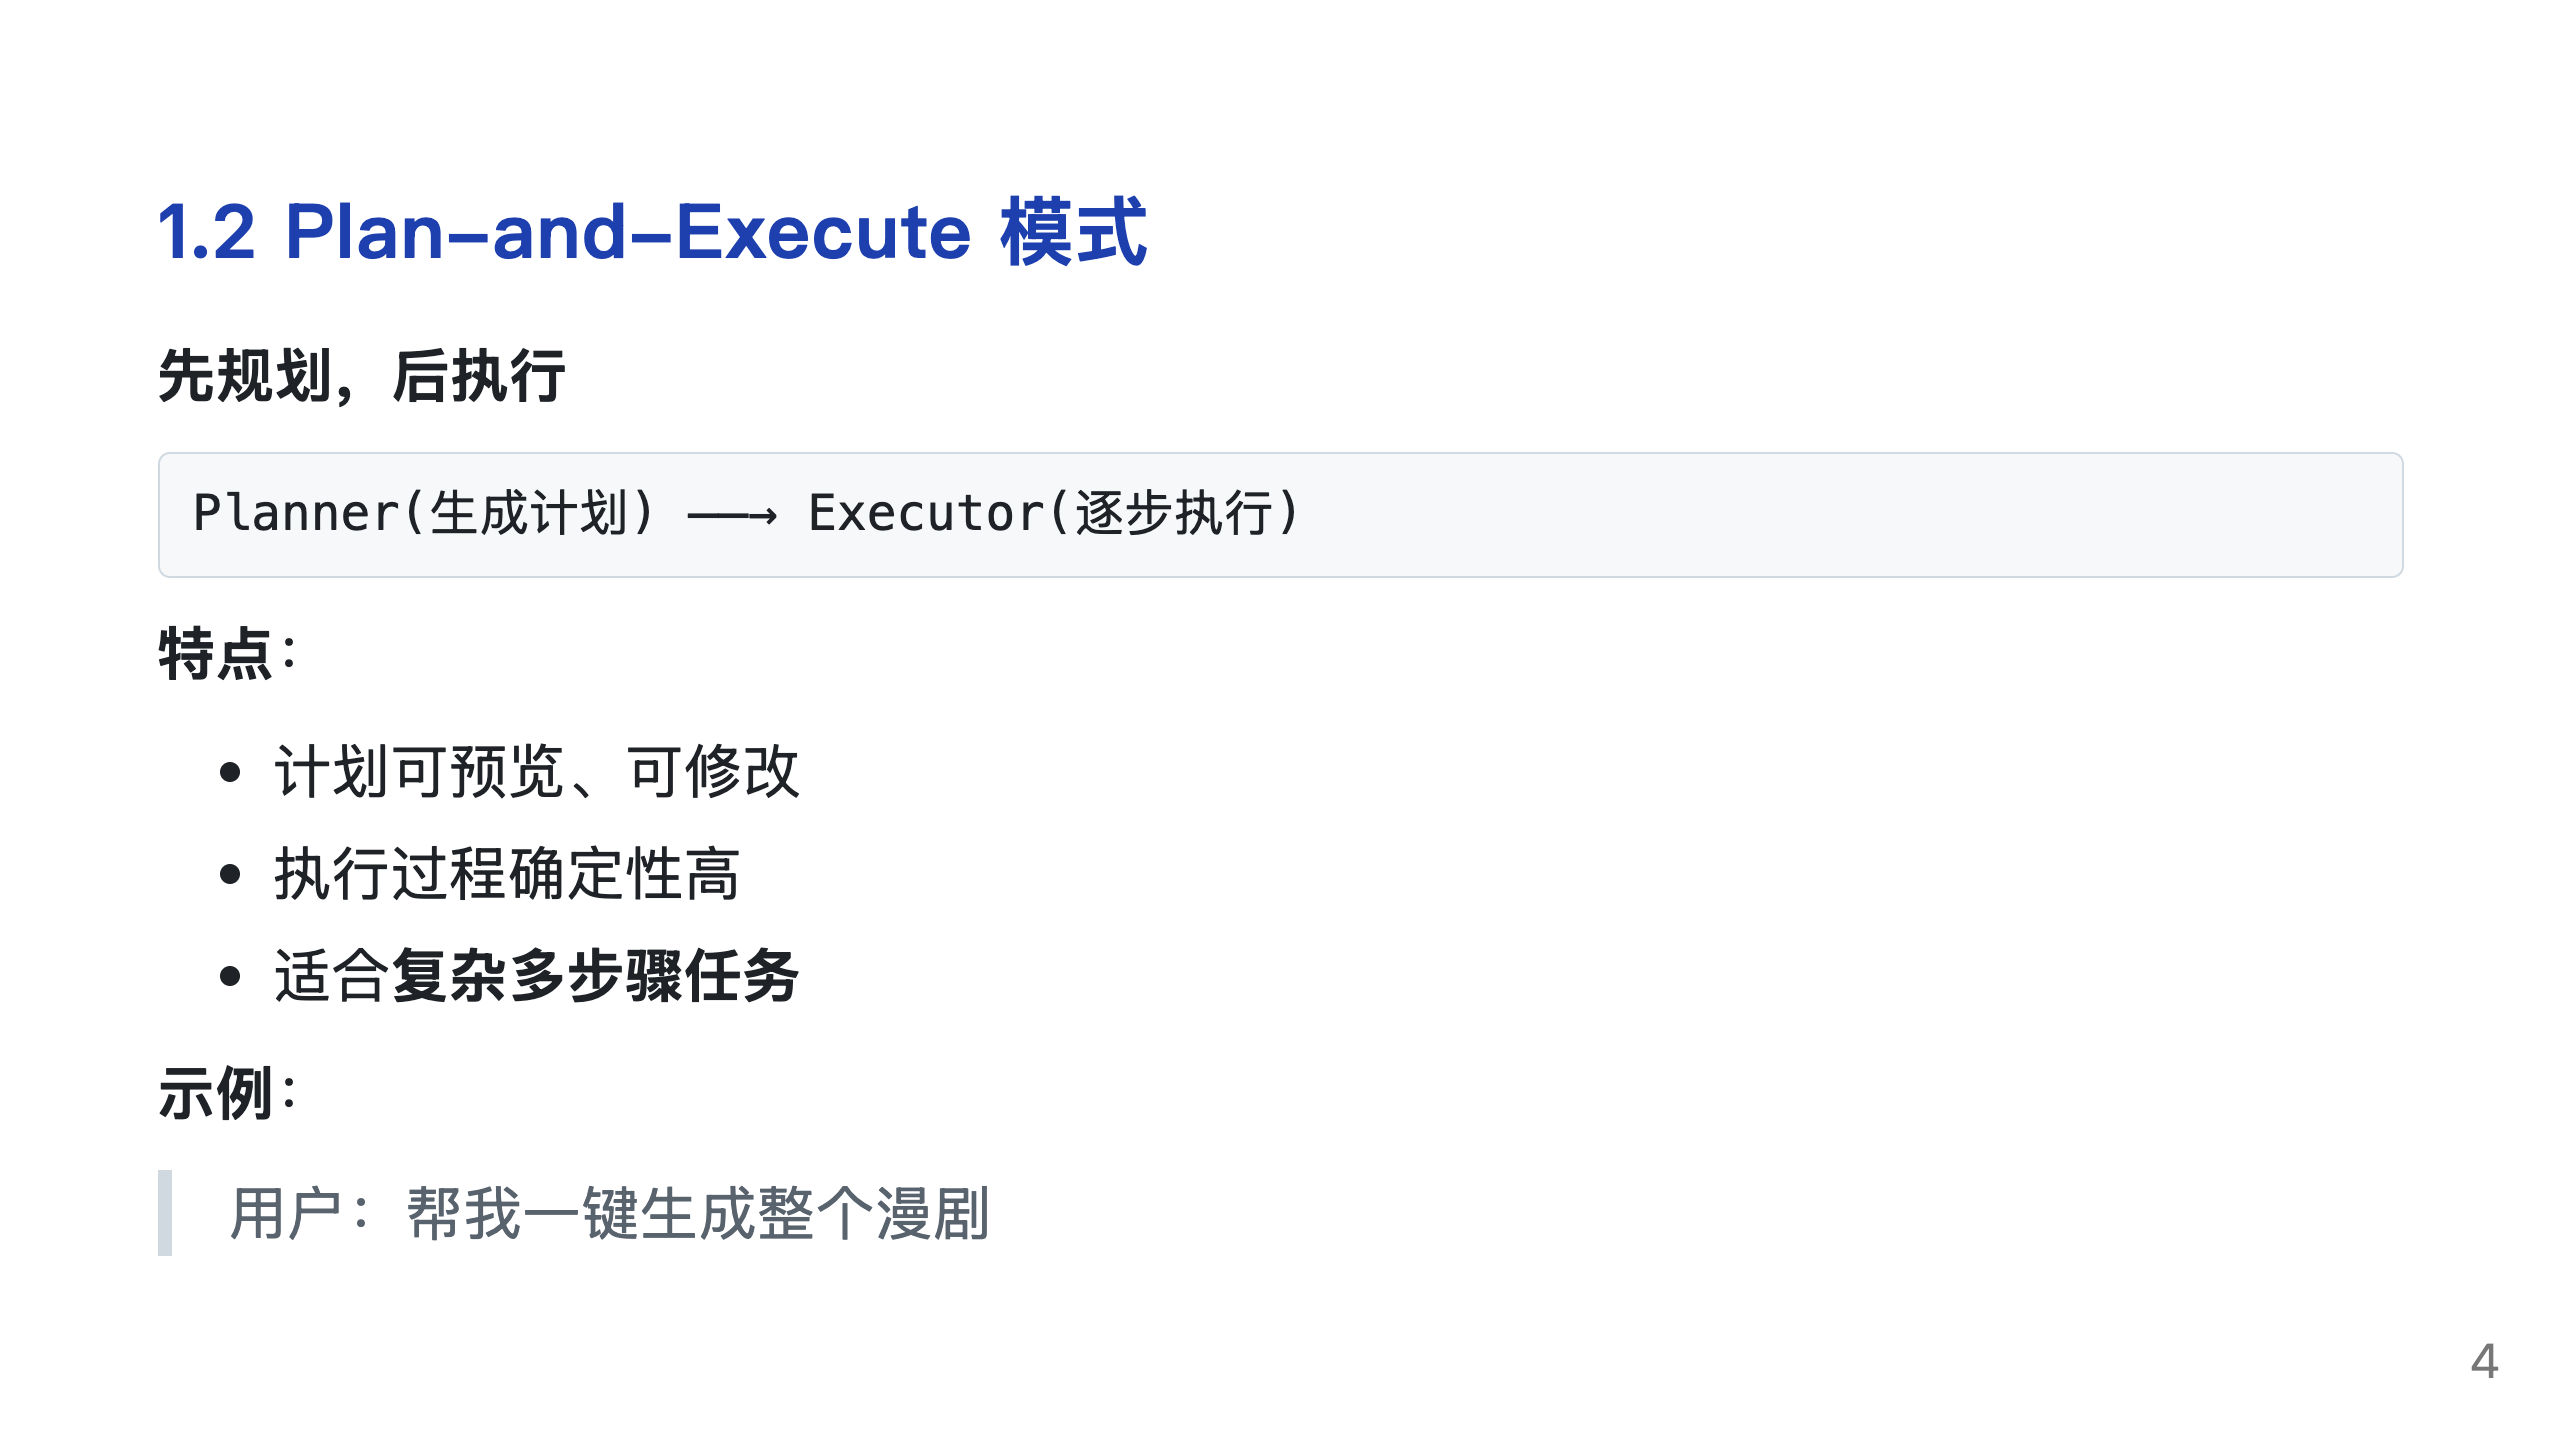 1.2 Plan-and-Execute 模式
先规划，后执行
Planner(生成计划) ──→ Executor(逐步执行)
特点：
• 计划可预览、可修改
• 执行过程确定性高
• 适合复杂多步骤任务
示例：
用户：帮我一键生成整个漫剧
4